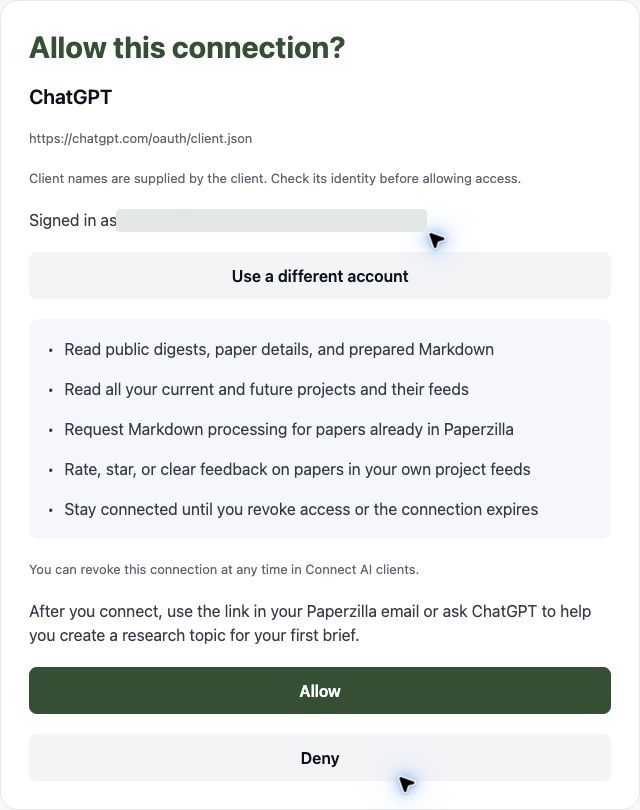 Allow this connection?
ChatGPT
https://chatgpt.com/oauth/client.json
Client names are supplied by the client. Check its identity before allowing access.
Signed in as
Use a different account
• Read public digests, paper details, and prepared Markdown
• Read all your current and future projects and their feeds
• Request Markdown processing for papers already in Paperzilla
• Rate, star, or clear feedback on papers in your own project feeds
• Stay connected until you revoke access or the connection expires
You can revoke this connection at any time in Connect AI clients.
After you connect, use the link in your Paperzilla email or ask ChatGPT to help
you create a research topic for your first brief.
Allow
Deny